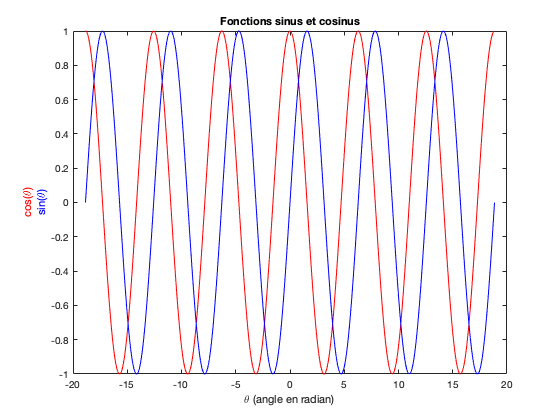 Fonctions sinus et cosinus
1
0.8
0.6
0.4
0.2
0
-0.2
-0.4
-0.6
-0.8
-1
cos(θ)
sin(θ)
-20 -15 -10 -5 0 5 10 15 20
θ (angle en radian)